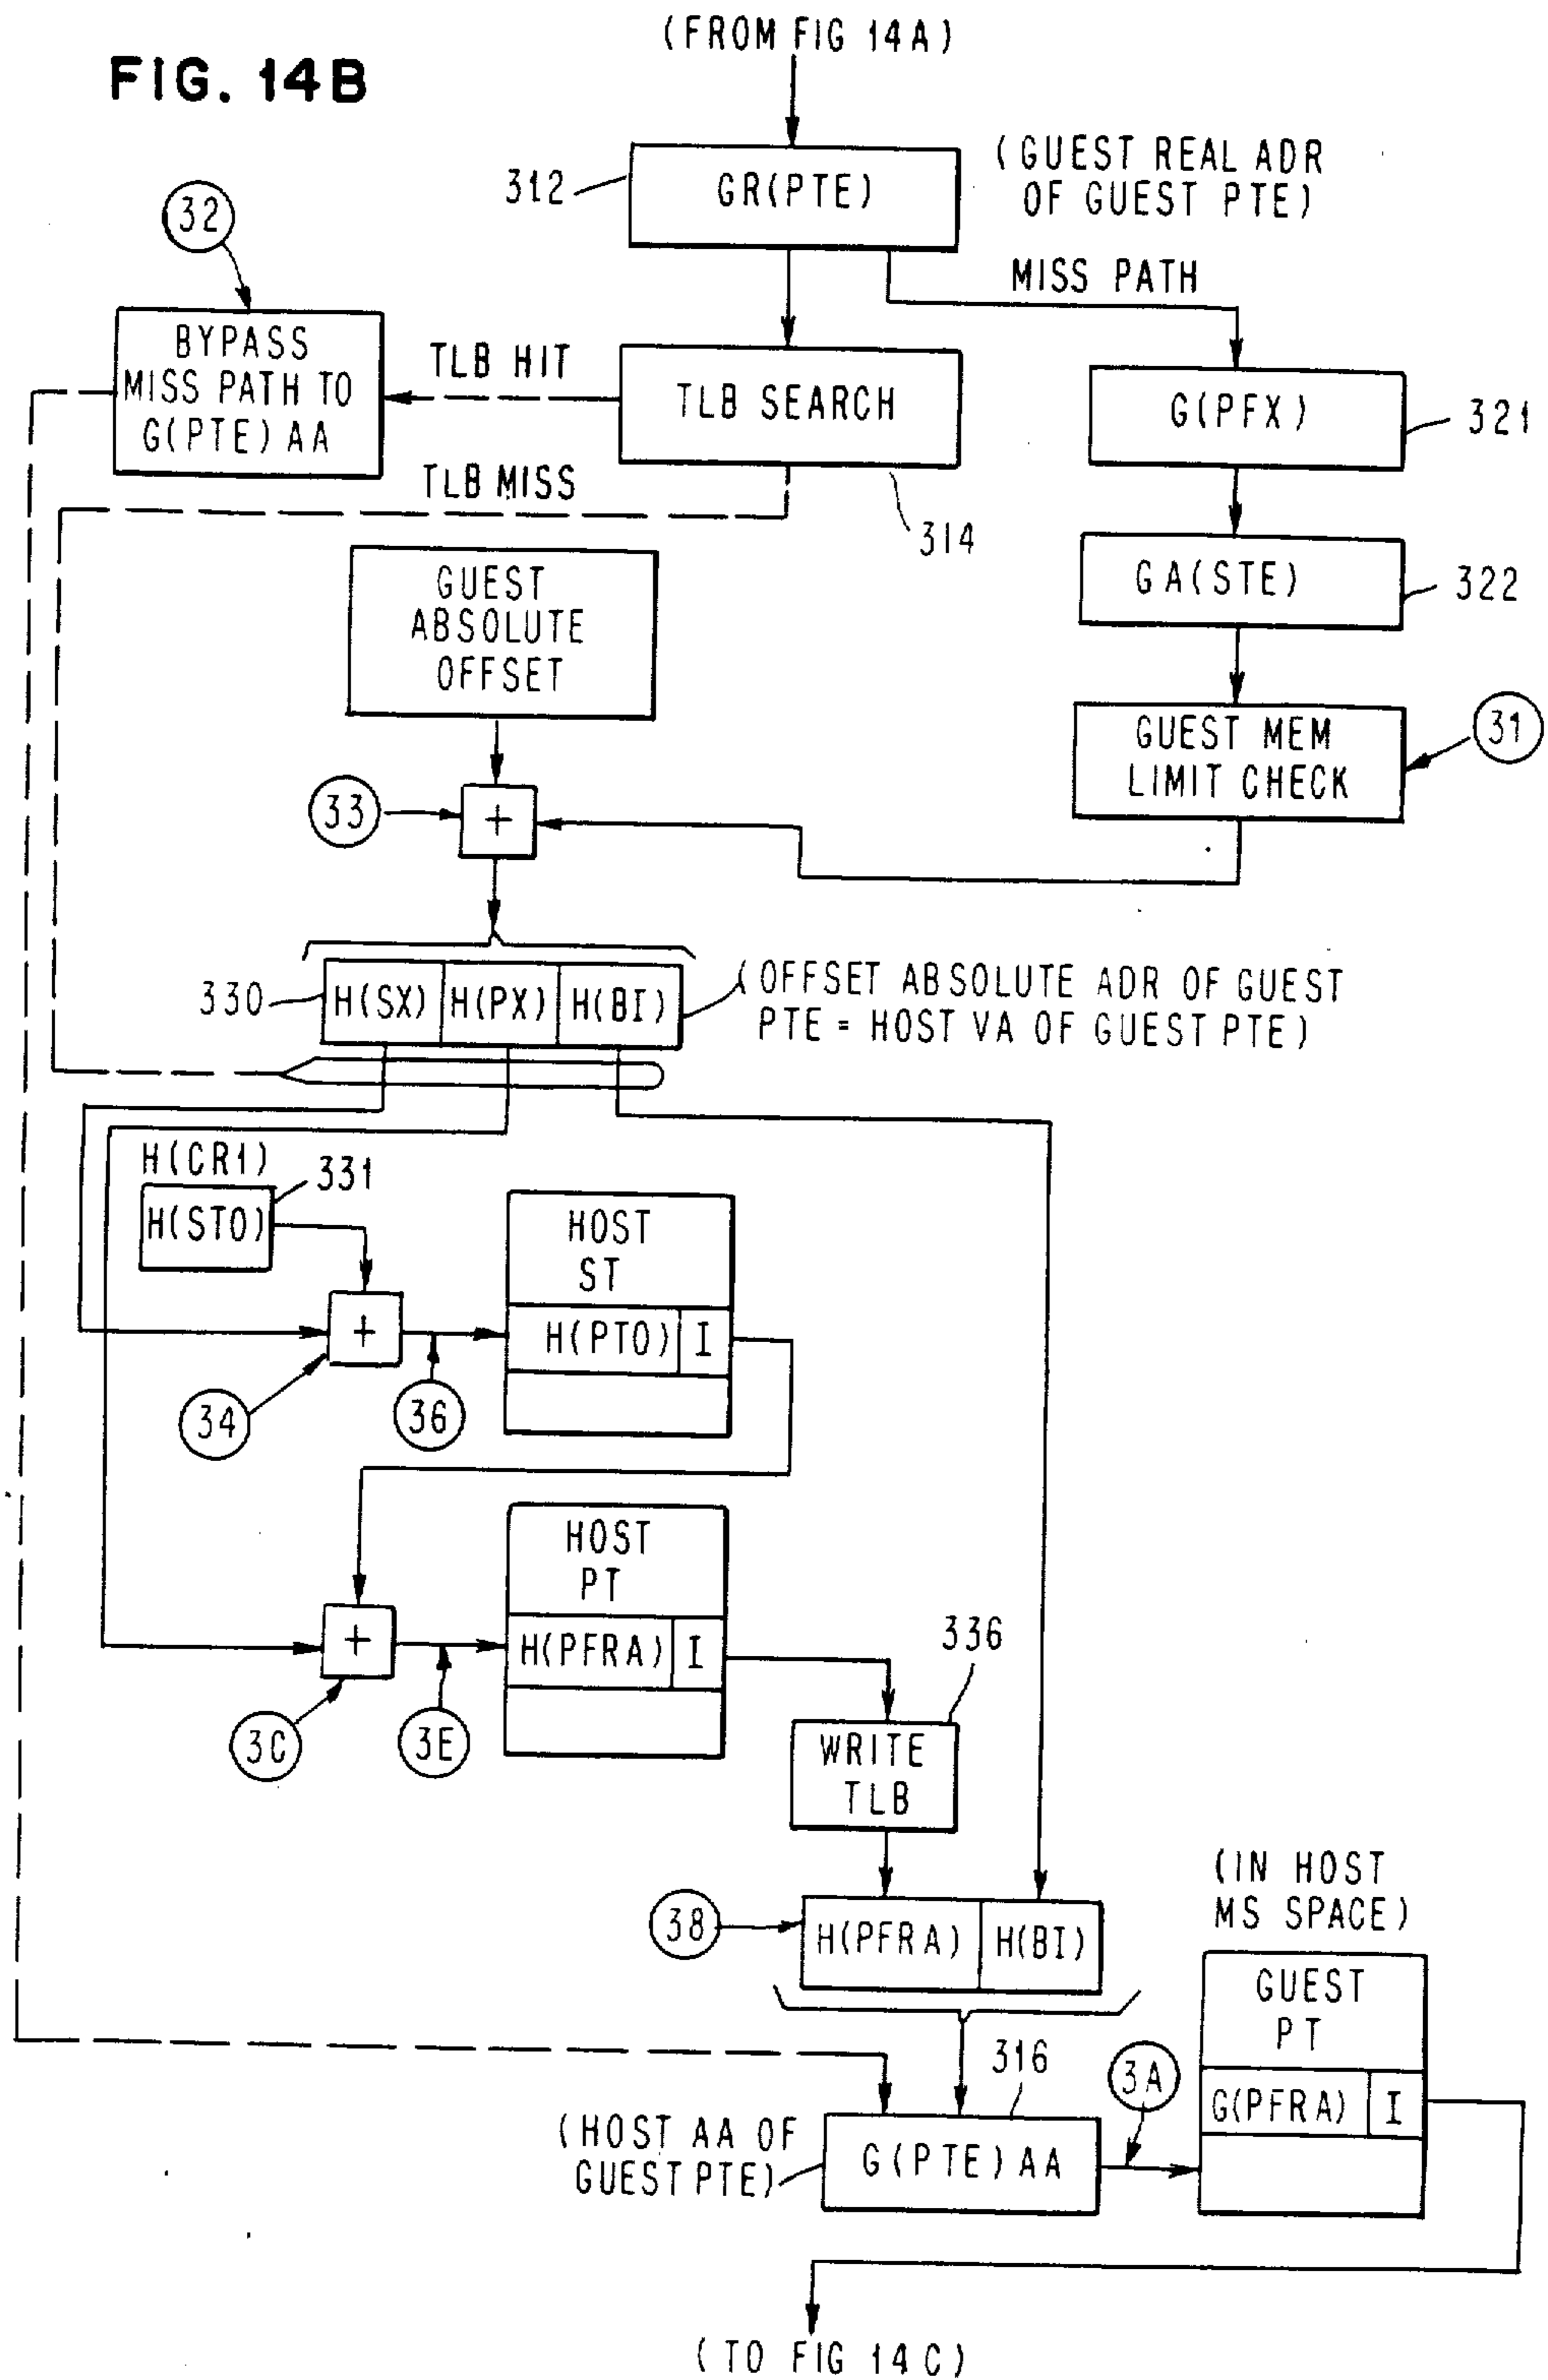 (FROM FIG 14A)
FIG. 14B
312
GR(PTE)
(GUEST REAL ADR
OF GUEST PTE)
32
MISS PATH
BYPASS
MISS PATH TO
G(PTE)AA
TLB HIT
TLB SEARCH
G(PFX)
321
TLB MISS
314
GA(STE)
322
GUEST
ABSOLUTE
OFFSET
GUEST MEM
LIMIT CHECK
31
33
+
330
H(SX)
H(PX)
H(BI)
(OFFSET ABSOLUTE ADR OF GUEST
PTE = HOST VA OF GUEST PTE)
H(CR1)
331
H(STO)
HOST
ST
+
H(PTO)
I
34
36
HOST
PT
+
H(PFRA)
I
336
3C
3E
WRITE
TLB
(IN HOST
MS SPACE)
38
H(PFRA)
H(BI)
GUEST
PT
316
3A
G(PFRA)
I
(HOST AA OF
GUEST PTE)
G(PTE)AA
(TO FIG 14C)